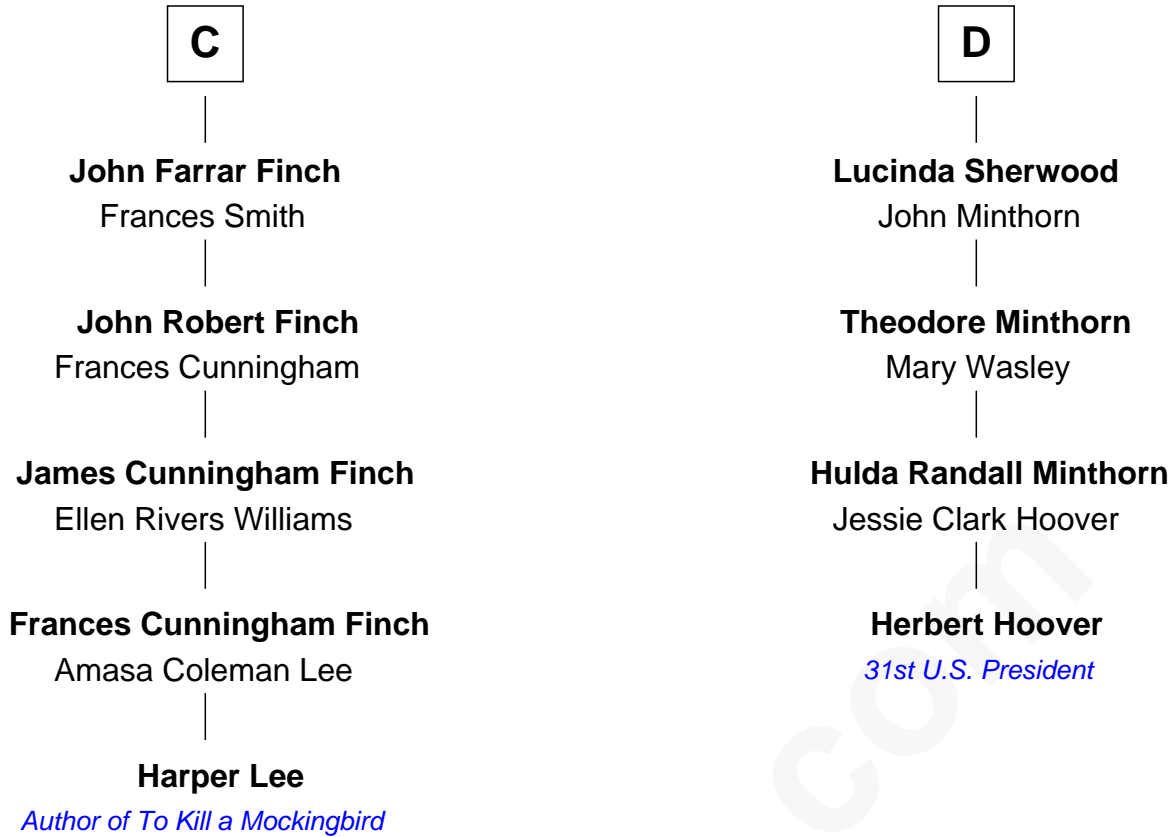 C
John Farrar Finch
Frances Smith
John Robert Finch
Frances Cunningham
James Cunningham Finch
Ellen Rivers Williams
Frances Cunningham Finch
Amasa Coleman Lee
Harper Lee
Author of To Kill a Mockingbird
D
Lucinda Sherwood
John Minthorn
Theodore Minthorn
Mary Wasley
Hulda Randall Minthorn
Jessie Clark Hoover
Herbert Hoover
31st U.S. President
com